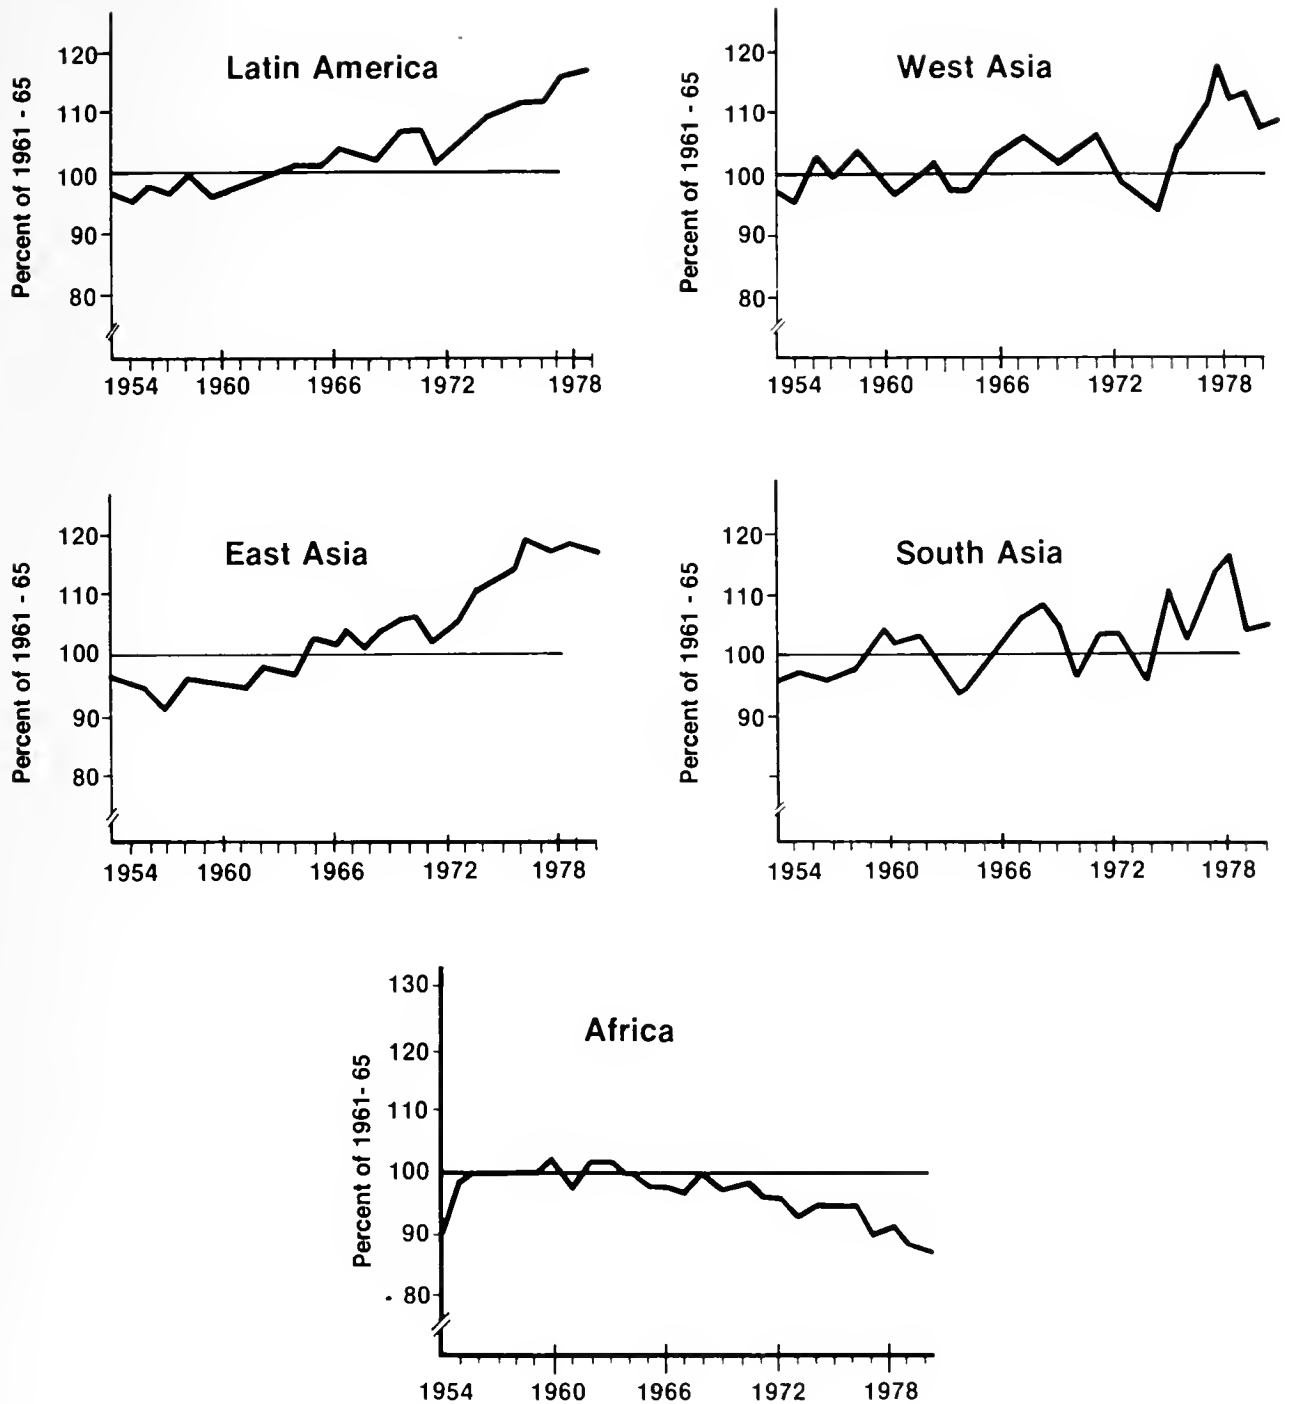 Latin America
Percent of 1961 - 65
120
110
100
90
80
1954 1960 1966 1972 1978
West Asia
Percent of 1961 - 65
120
110
100
90
80
1954 1960 1966 1972 1978
East Asia
Percent of 1961 - 65
120
110
100
90
80
1954 1960 1966 1972 1978
South Asia
Percent of 1961 - 65
120
110
100
90
1954 1960 1966 1972 1978
Africa
Percent of 1961- 65
130
120
110
100
90
80
1954 1960 1966 1972 1978